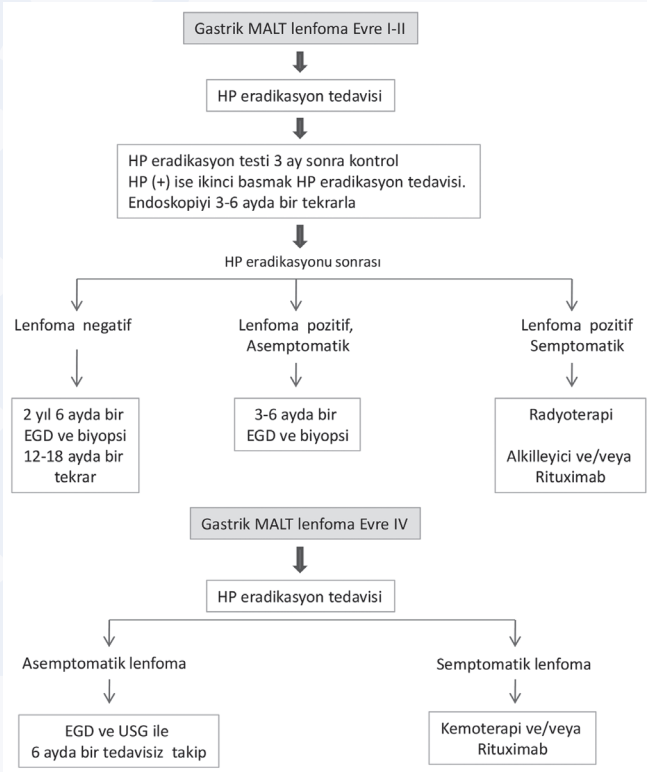 Gastrik MALT lenfoma Evre I-II
HP eradikasyon tedavisi
HP eradikasyon testi 3 ay sonra kontrol
HP (+) ise ikinci basmak HP eradikasyon tedavisi.
Endoskopiyi 3-6 ayda bir tekrarla
HP eradikasyonu sonrası
Lenfoma negatif
2 yıl 6 ayda bir
EGD ve biyopsi
12-18 ayda bir
tekrar
Lenfoma pozitif,
Asemptomatik
3-6 ayda bir
EGD ve biyopsi
Lenfoma pozitif
Semptomatik
Radyoterapi
Alkilleyici ve/veya
Rituximab
Gastrik MALT lenfoma Evre IV
HP eradikasyon tedavisi
Asemptomatik lenfoma
EGD ve USG ile
6 ayda bir tedavisiz takip
Semptomatik lenfoma
Kemoterapi ve/veya
Rituximab